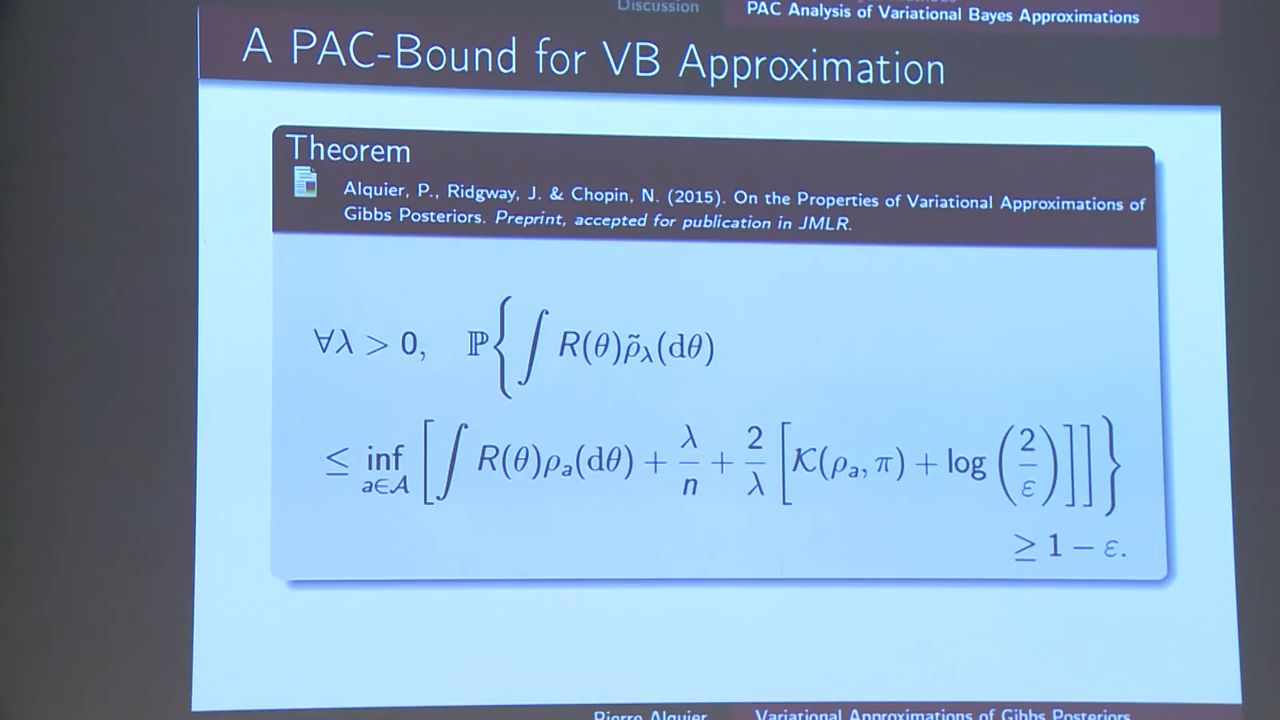 Discussion
PAC Analysis of Variational Bayes Approximations
A PAC-Bound for VB Approximation
Theorem
Alquier, P., Ridgway, J. & Chopin, N. (2015). On the Properties of Variational Approximations of
Gibbs Posteriors. Preprint, accepted for publication in JMLR.
∀λ > 0, ℙ{ ∫ R(θ)ρ̃_λ(dθ)
≤ inf_{a∈𝒜} [ ∫ R(θ)ρ_a(dθ) + λ/n + 2/λ [ 𝒦(ρ_a, π) + log (2/ε) ] ] }
≥ 1 − ε.
Pierre Alquier
Variational Approximations of Gibbs Posteriors